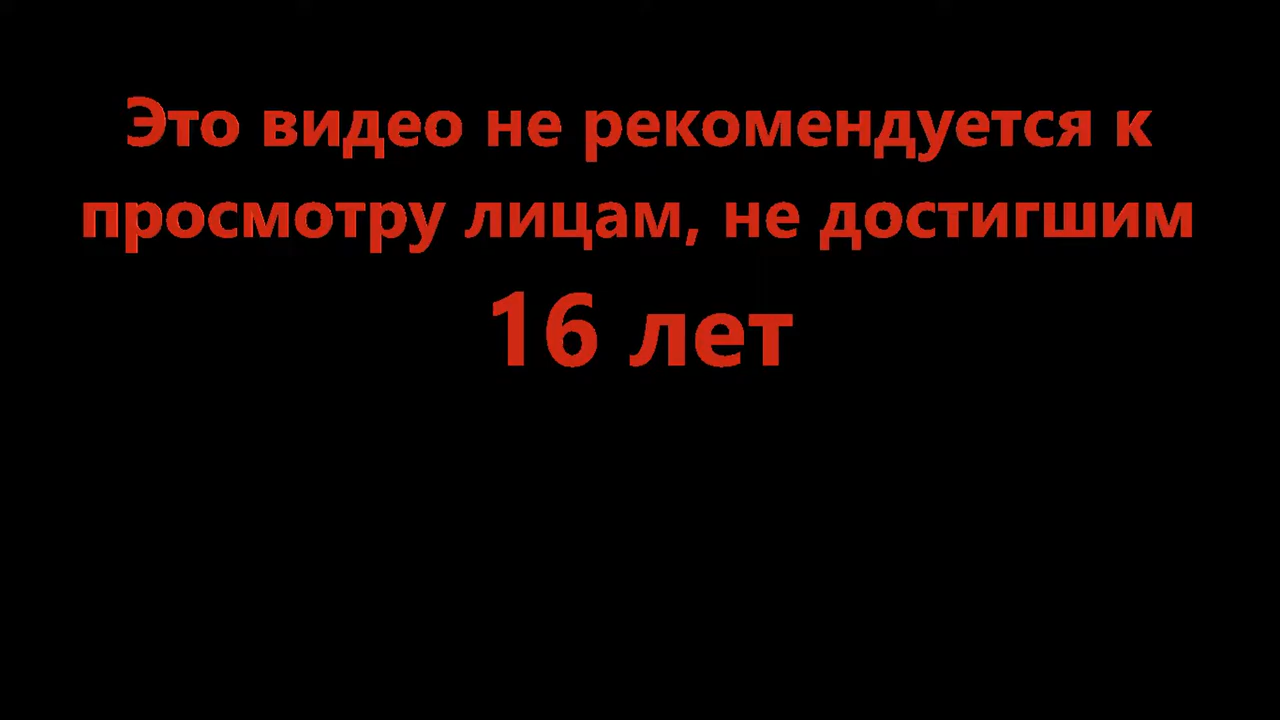 Это видео не рекомендуется к
просмотру лицам, не достигшим
16 лет